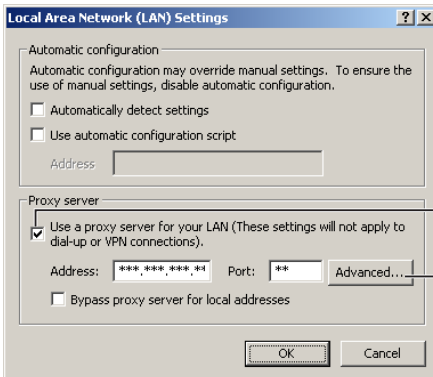 Local Area Network (LAN) Settings
Automatic configuration
Automatic configuration may override manual settings. To ensure the
use of manual settings, disable automatic configuration.
Automatically detect settings
Use automatic configuration script
Address
Proxy server
Use a proxy server for your LAN (These settings will not apply to
dial-up or VPN connections).
Address: ***.***.***.** Port: ** Advanced...
Bypass proxy server for local addresses
OK Cancel